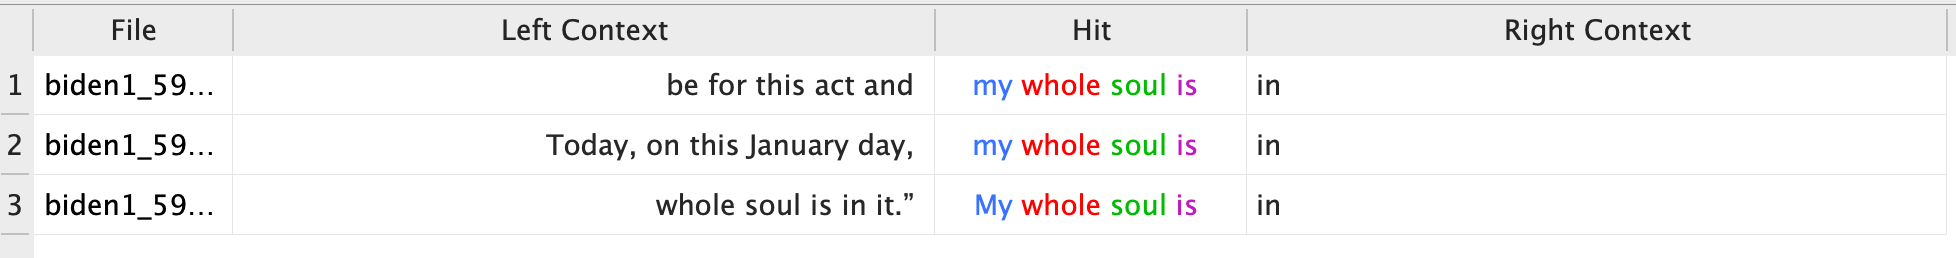 File Left Context Hit Right Context
1 biden1_59... be for this act and my whole soul is in
2 biden1_59... Today, on this January day, my whole soul is in
3 biden1_59... whole soul is in it.” My whole soul is in